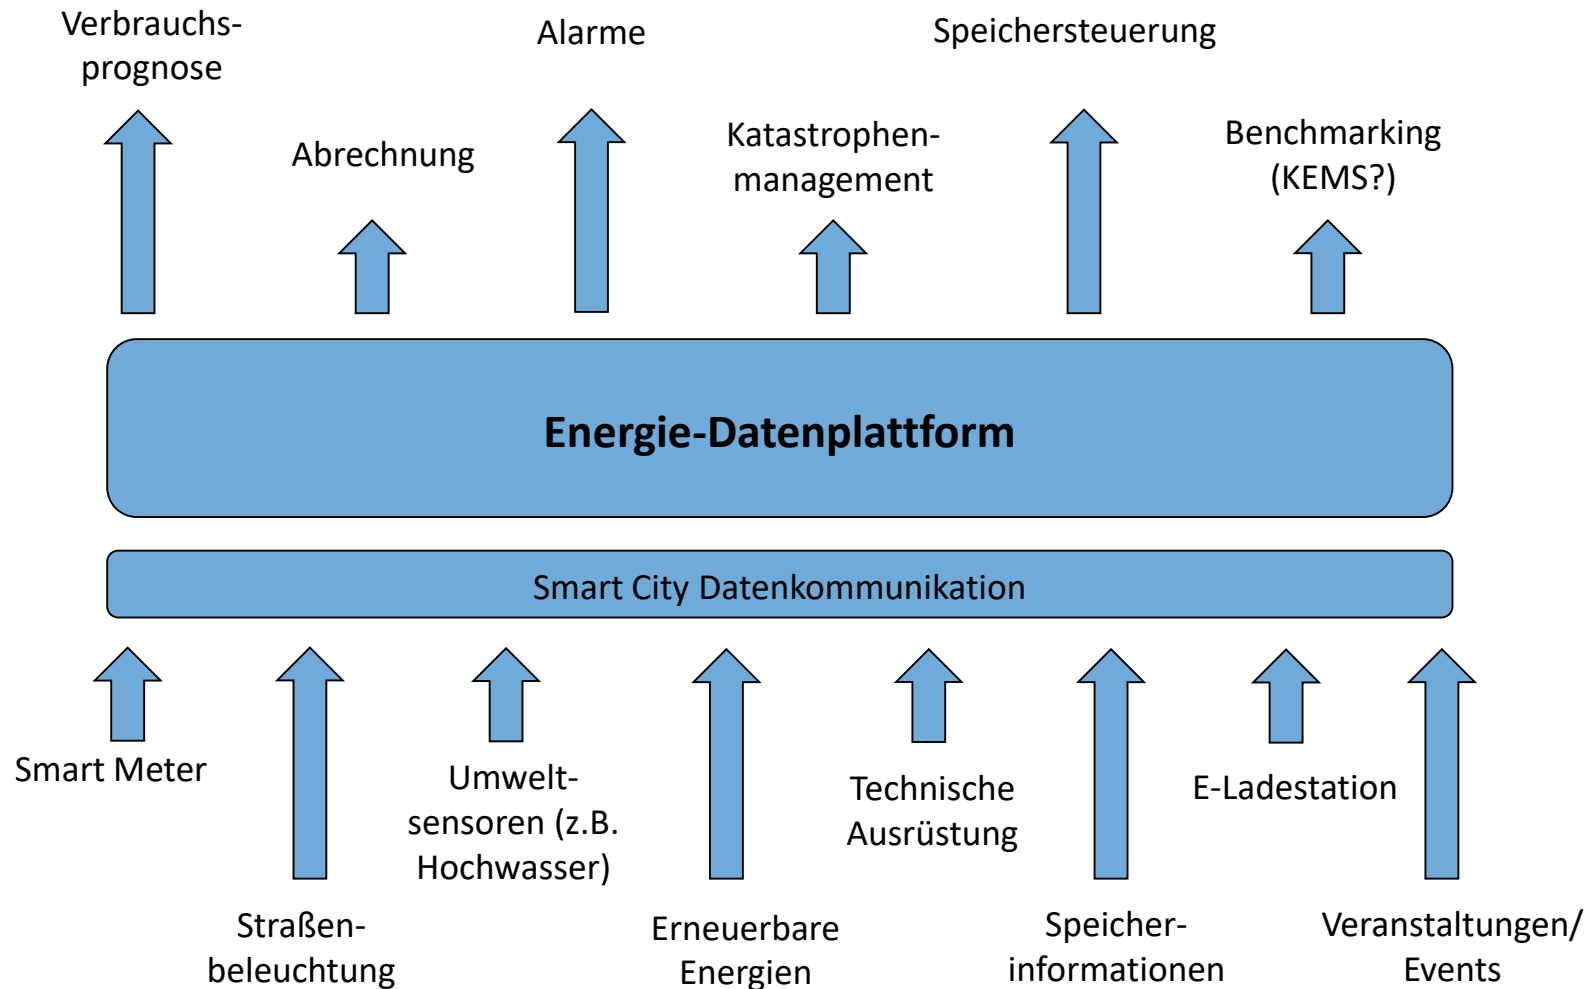 Verbrauchs-
prognose
Alarme
Speichersteuerung
Abrechnung
Katastrophen-
management
Benchmarking
(KEMS?)
Energie-Datenplattform
Smart City Datenkommunikation
Smart Meter
Umwelt-
sensoren (z.B.
Hochwasser)
Technische
Ausrüstung
E-Ladestation
Straßen-
beleuchtung
Erneuerbare
Energien
Speicher-
informationen
Veranstaltungen/
Events